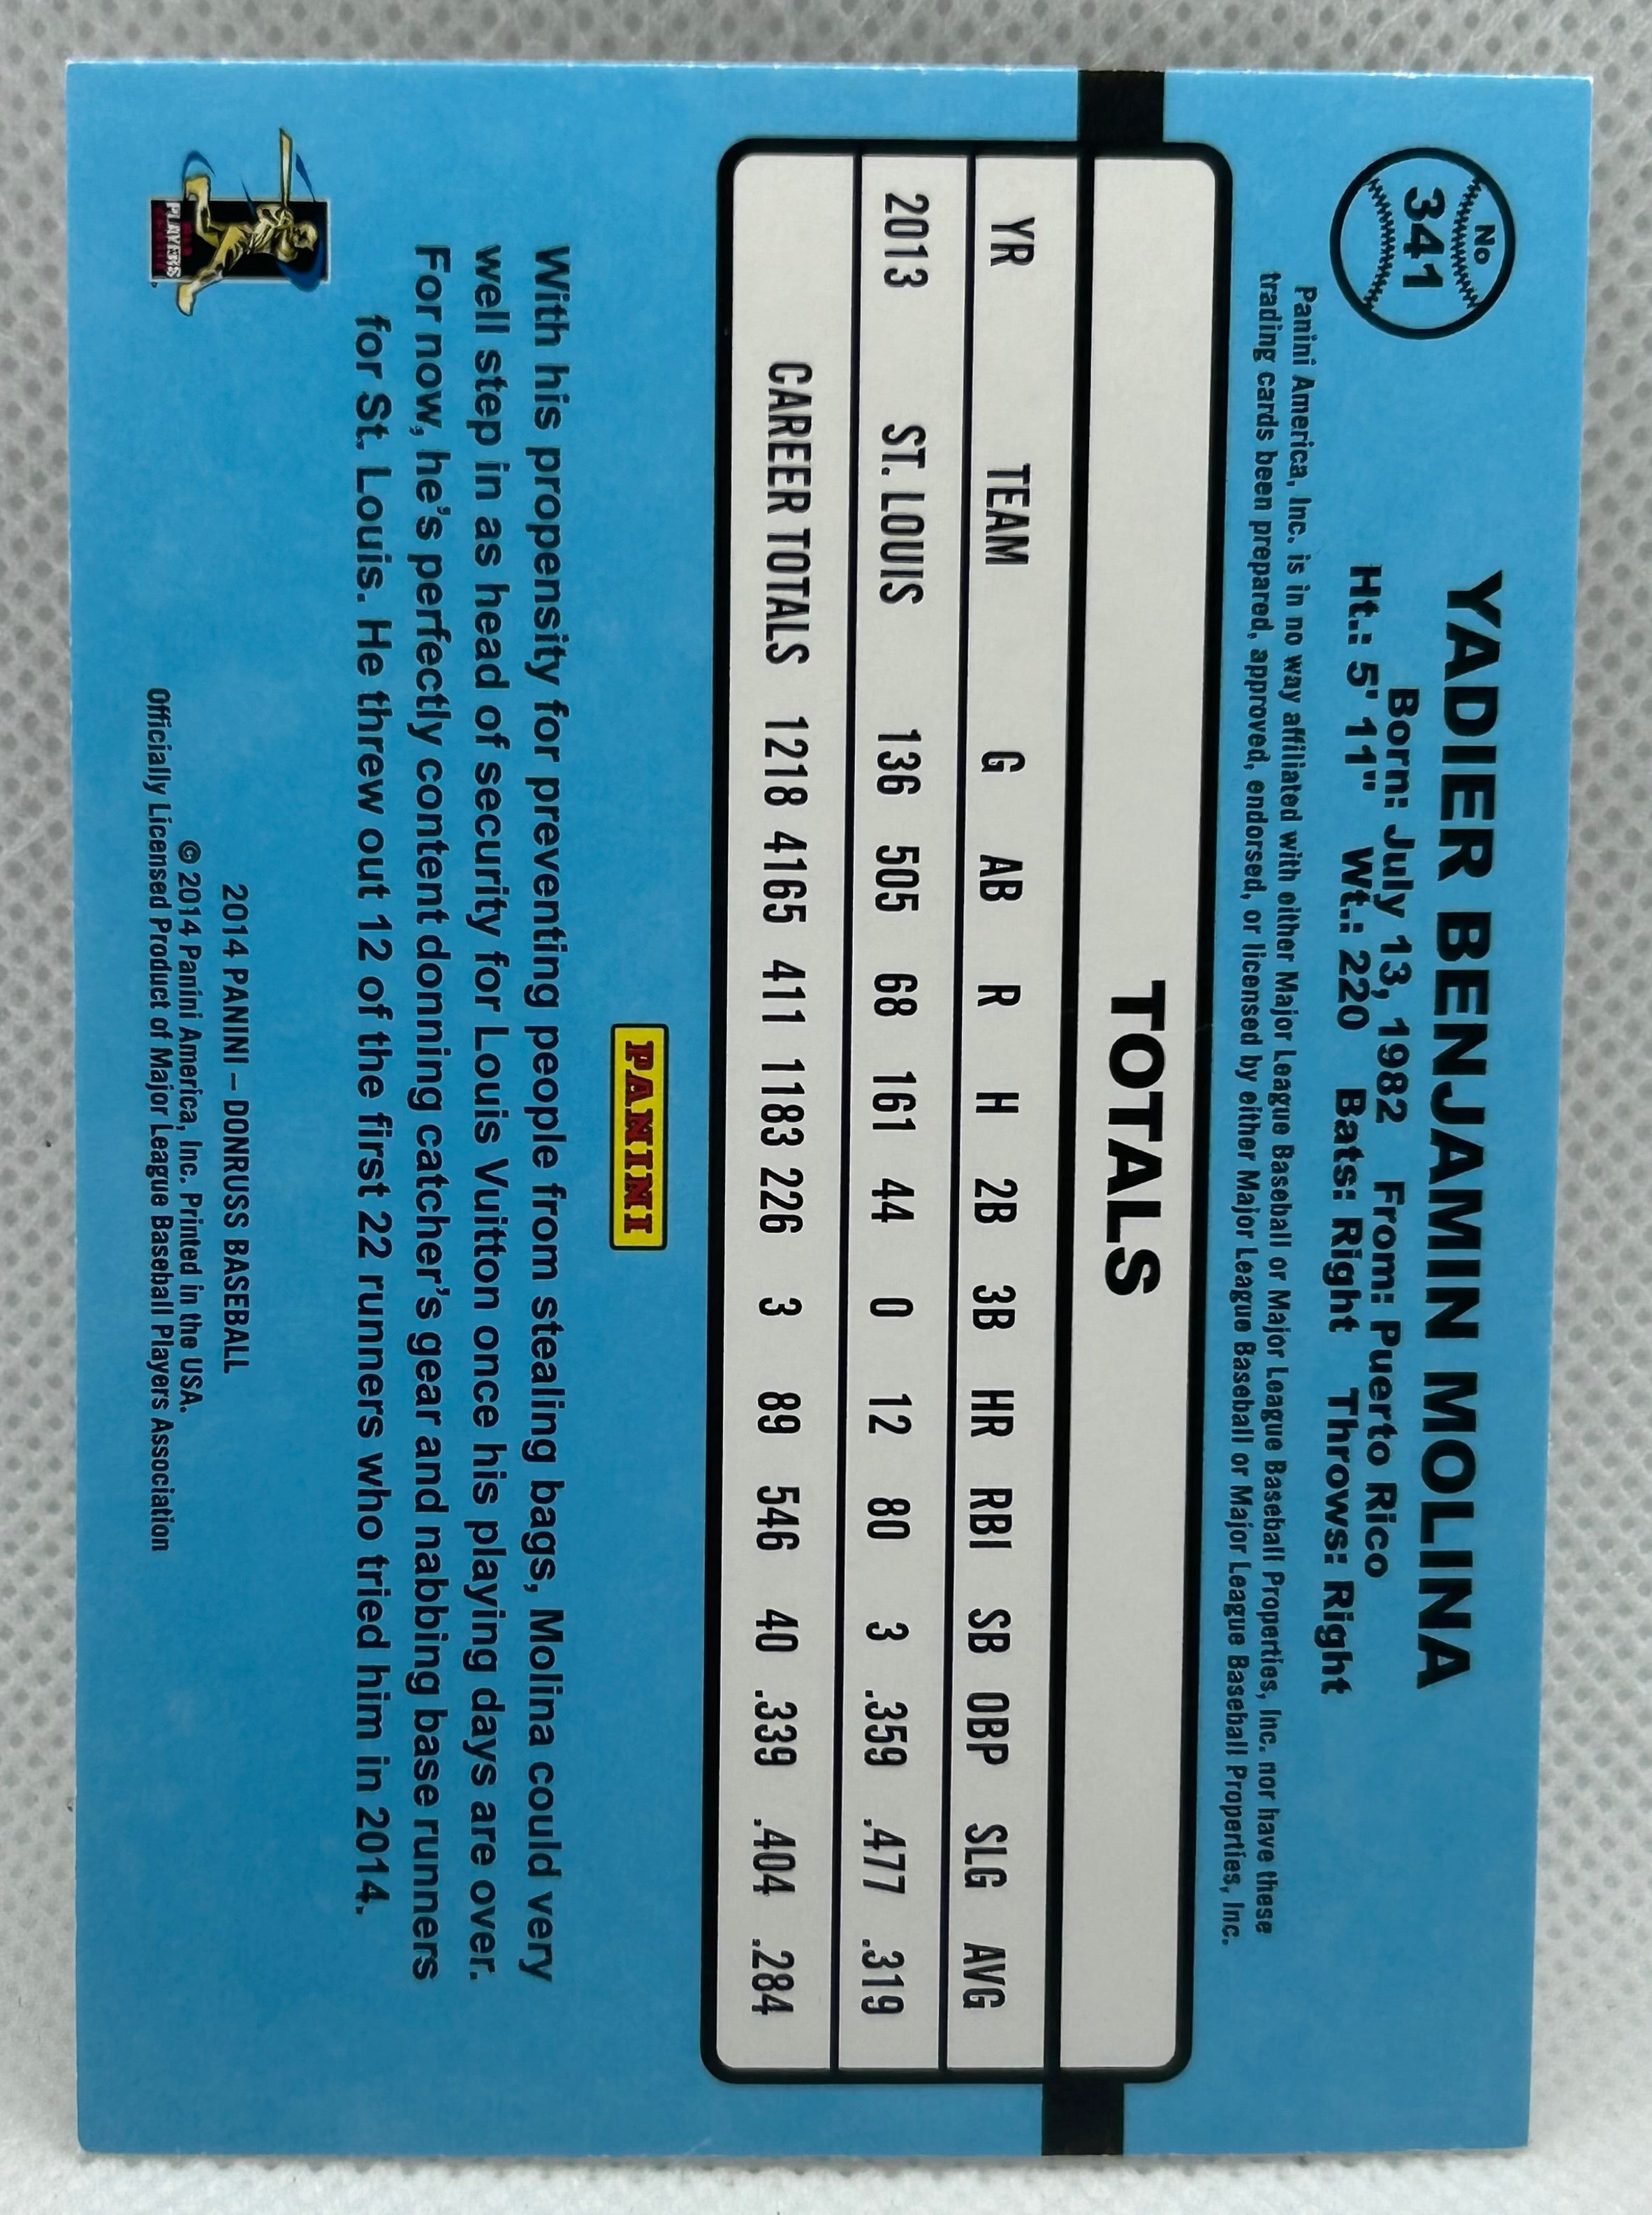 No
341
YADIER BENJAMIN MOLINA
Born: July 13, 1982 From: Puerto Rico
Ht.: 5' 11" Wt.: 220 Bats: Right Throws: Right
Panini America, Inc. is in no way affiliated with either Major League Baseball or Major League Baseball Properties, Inc. nor have these
trading cards been prepared, approved, endorsed, or licensed by either Major League Baseball or Major League Baseball Properties, Inc.
TOTALS
YR TEAM G AB R H 2B 3B HR RBI SB OBP SLG AVG
2013 ST. LOUIS 136 505 68 161 44 0 12 80 3 .359 .477 .319
CAREER TOTALS 1218 4165 411 1183 226 3 89 546 40 .339 .404 .284
PANINI
With his propensity for preventing people from stealing bags, Molina could very
well step in as head of security for Louis Vuitton once his playing days are over.
For now, he's perfectly content donning catcher's gear and nabbing base runners
for St. Louis. He threw out 12 of the first 22 runners who tried him in 2014.
2014 PANINI – DONRUSS BASEBALL
© 2014 Panini America, Inc. Printed in the USA.
Officially Licensed Product of Major League Baseball Players Association
PLAYERS